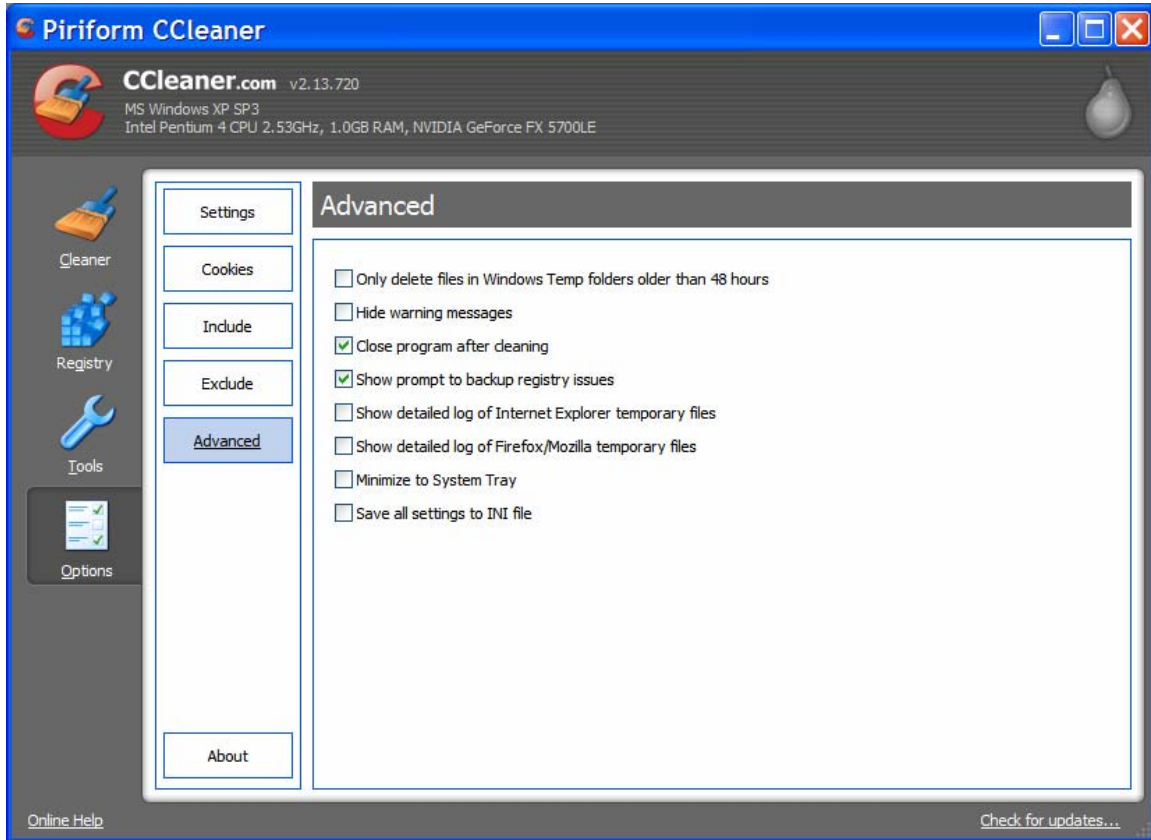 Piriform CCleaner
CCleaner.com v2.13.720
MS Windows XP SP3
Intel Pentium 4 CPU 2.53GHz, 1.0GB RAM, NVIDIA GeForce FX 5700LE
Cleaner
Registry
Tools
Options
Settings
Cookies
Include
Exclude
Advanced
About
Advanced
Only delete files in Windows Temp folders older than 48 hours
Hide warning messages
Close program after cleaning
Show prompt to backup registry issues
Show detailed log of Internet Explorer temporary files
Show detailed log of Firefox/Mozilla temporary files
Minimize to System Tray
Save all settings to INI file
Online Help
Check for updates...